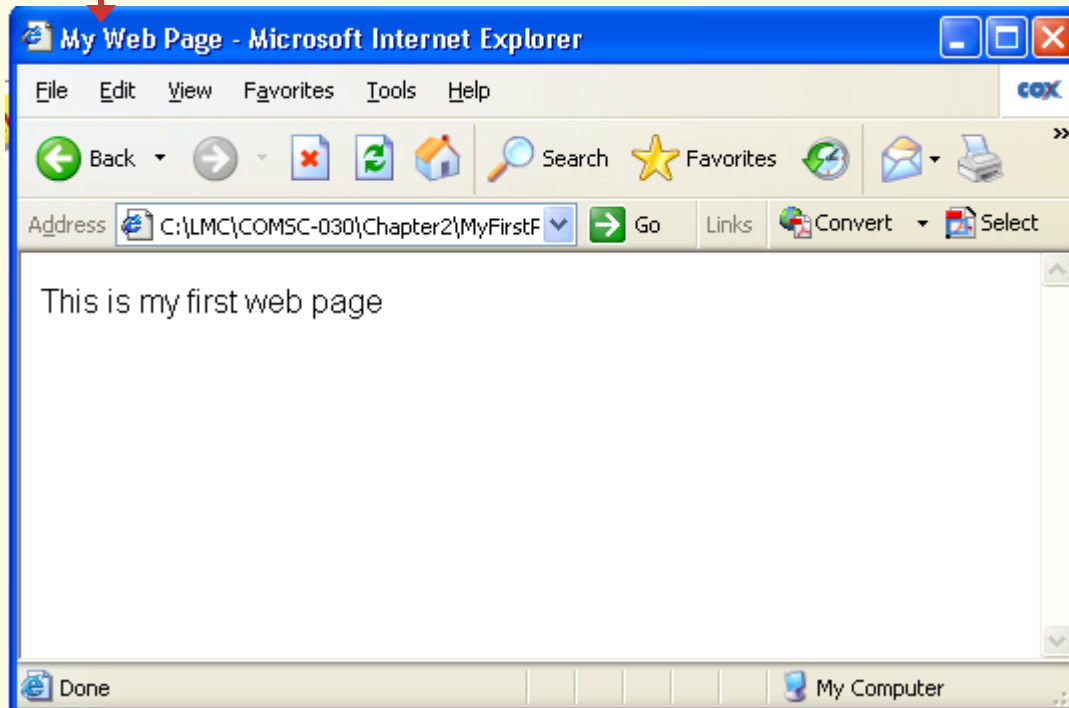 My Web Page - Microsoft Internet Explorer
File Edit View Favorites Tools Help COX
Back Search Favorites »
Address C:\LMC\COMSC-030\Chapter2\MyFirstF Go Links Convert Select
This is my first web page
Done My Computer